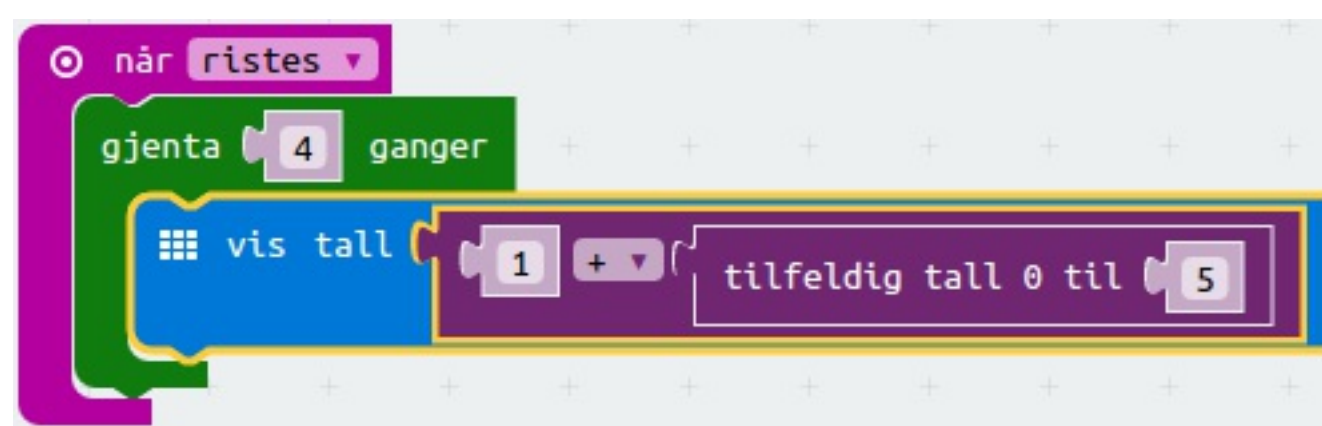 når ristes
gjenta 4 ganger
vis tall 1 + tilfeldig tall 0 til 5